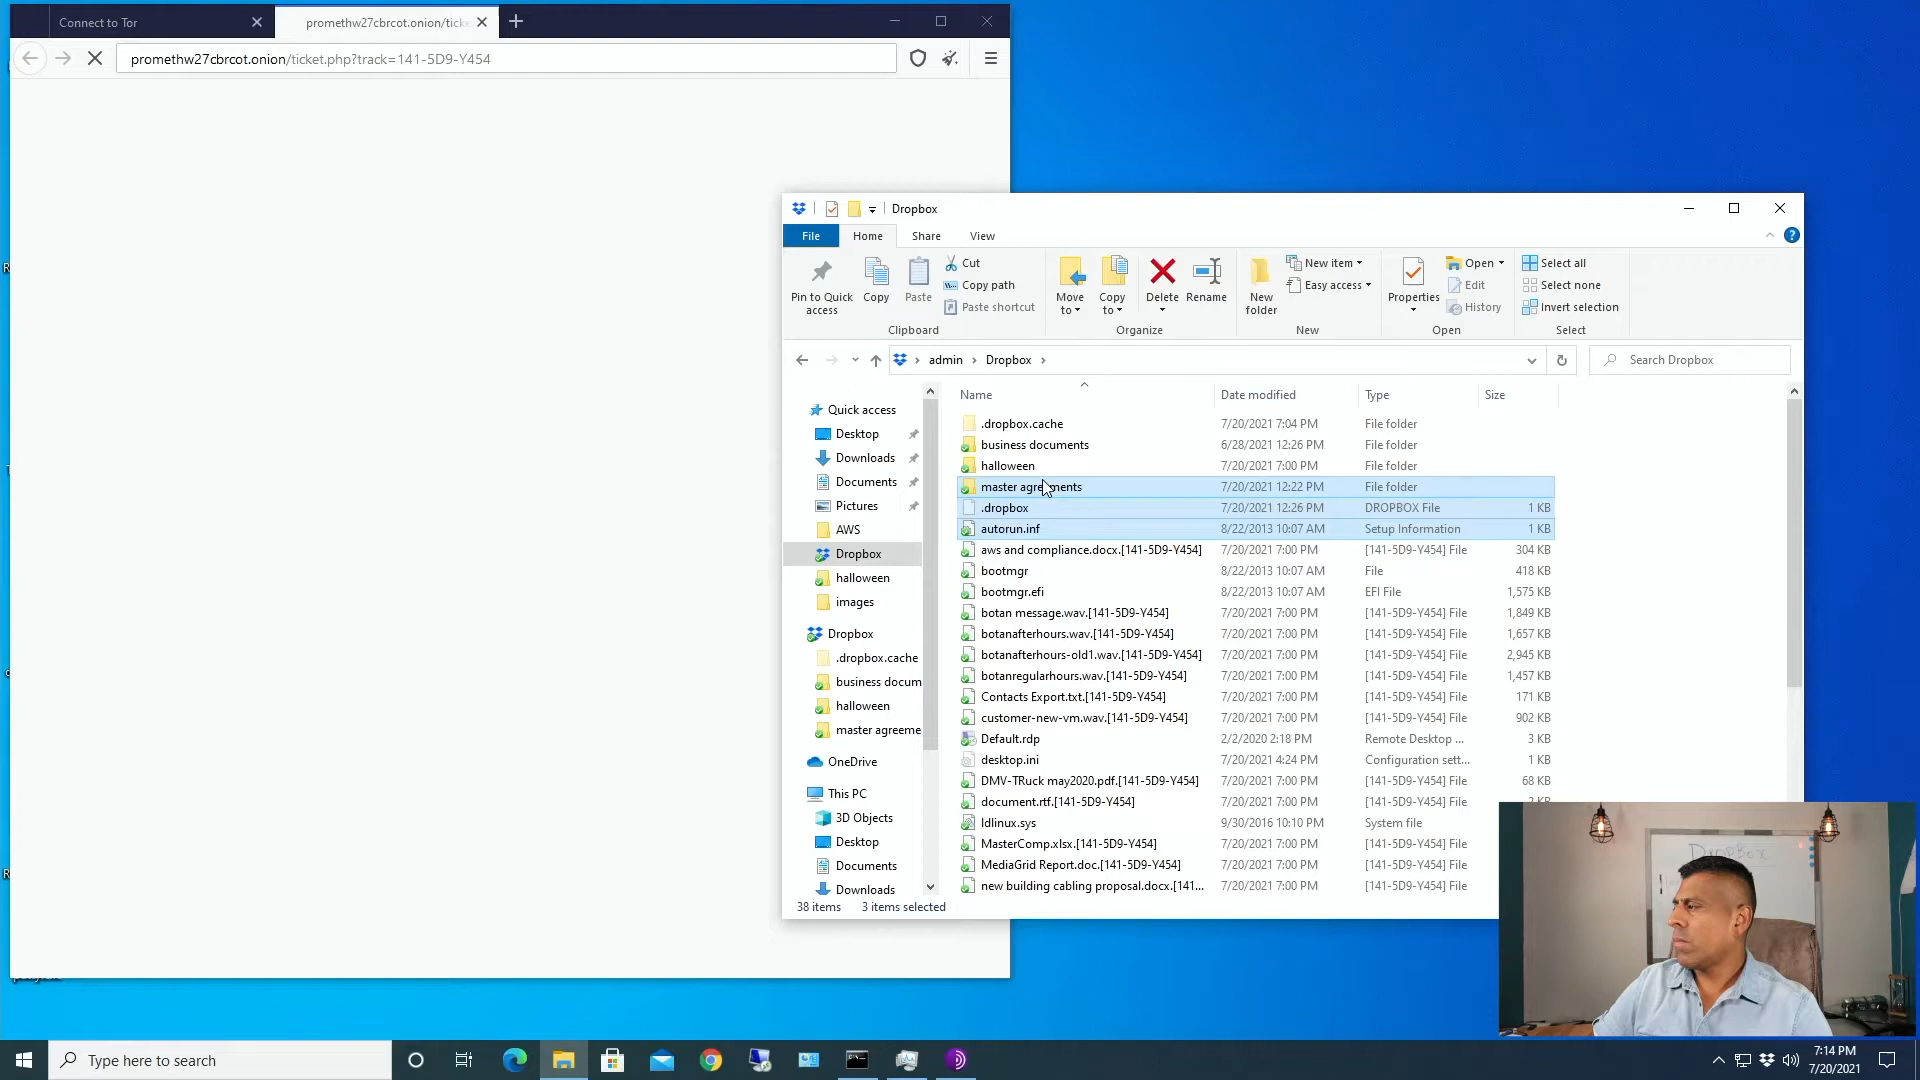 Connect to Tor
promethw27cbrcot.onion/ticke
promethw27cbrcot.onion/ticket.php?track=141-5D9-Y454
Dropbox
File Home Share View
Pin to Quick access
Copy
Paste
Cut
Copy path
Paste shortcut
Clipboard
Move to
Copy to
Delete
Rename
Organize
New folder
New item
Easy access
New
Properties
Open
Edit
History
Open
Select all
Select none
Invert selection
Select
admin Dropbox
Search Dropbox
Quick access
Desktop
Downloads
Documents
Pictures
AWS
Dropbox
halloween
images
Dropbox
.dropbox.cache
business docum
halloween
master agreeme
OneDrive
This PC
3D Objects
Desktop
Documents
Downloads
Name Date modified Type Size
.dropbox.cache 7/20/2021 7:04 PM File folder
business documents 6/28/2021 12:26 PM File folder
halloween 7/20/2021 7:00 PM File folder
master agreements 7/20/2021 12:22 PM File folder
.dropbox 7/20/2021 12:26 PM DROPBOX File 1 KB
autorun.inf 8/22/2013 10:07 AM Setup Information 1 KB
aws and compliance.docx.[141-5D9-Y454] 7/20/2021 7:00 PM [141-5D9-Y454] File 304 KB
bootmgr 8/22/2013 10:07 AM File 418 KB
bootmgr.efi 8/22/2013 10:07 AM EFI File 1,575 KB
botan message.wav.[141-5D9-Y454] 7/20/2021 7:00 PM [141-5D9-Y454] File 1,849 KB
botanafterhours.wav.[141-5D9-Y454] 7/20/2021 7:00 PM [141-5D9-Y454] File 1,657 KB
botanafterhours-old1.wav.[141-5D9-Y454] 7/20/2021 7:00 PM [141-5D9-Y454] File 2,945 KB
botanregularhours.wav.[141-5D9-Y454] 7/20/2021 7:00 PM [141-5D9-Y454] File 1,457 KB
Contacts Export.txt.[141-5D9-Y454] 7/20/2021 7:00 PM [141-5D9-Y454] File 171 KB
customer-new-vm.wav.[141-5D9-Y454] 7/20/2021 7:00 PM [141-5D9-Y454] File 902 KB
Default.rdp 2/2/2020 2:18 PM Remote Desktop ... 3 KB
desktop.ini 7/20/2021 4:24 PM Configuration sett... 1 KB
DMV-TRuck may2020.pdf.[141-5D9-Y454] 7/20/2021 7:00 PM [141-5D9-Y454] File 68 KB
document.rtf.[141-5D9-Y454] 7/20/2021 7:00 PM [141-5D9-Y454] File
ldlinux.sys 9/30/2016 10:10 PM System file
MasterComp.xlsx.[141-5D9-Y454] 7/20/2021 7:00 PM [141-5D9-Y454] File
MediaGrid Report.doc.[141-5D9-Y454] 7/20/2021 7:00 PM [141-5D9-Y454] File
new building cabling proposal.docx.[141... 7/20/2021 7:00 PM [141-5D9-Y454] File
38 items 3 items selected
DropBox
Type here to search
7:14 PM
7/20/2021